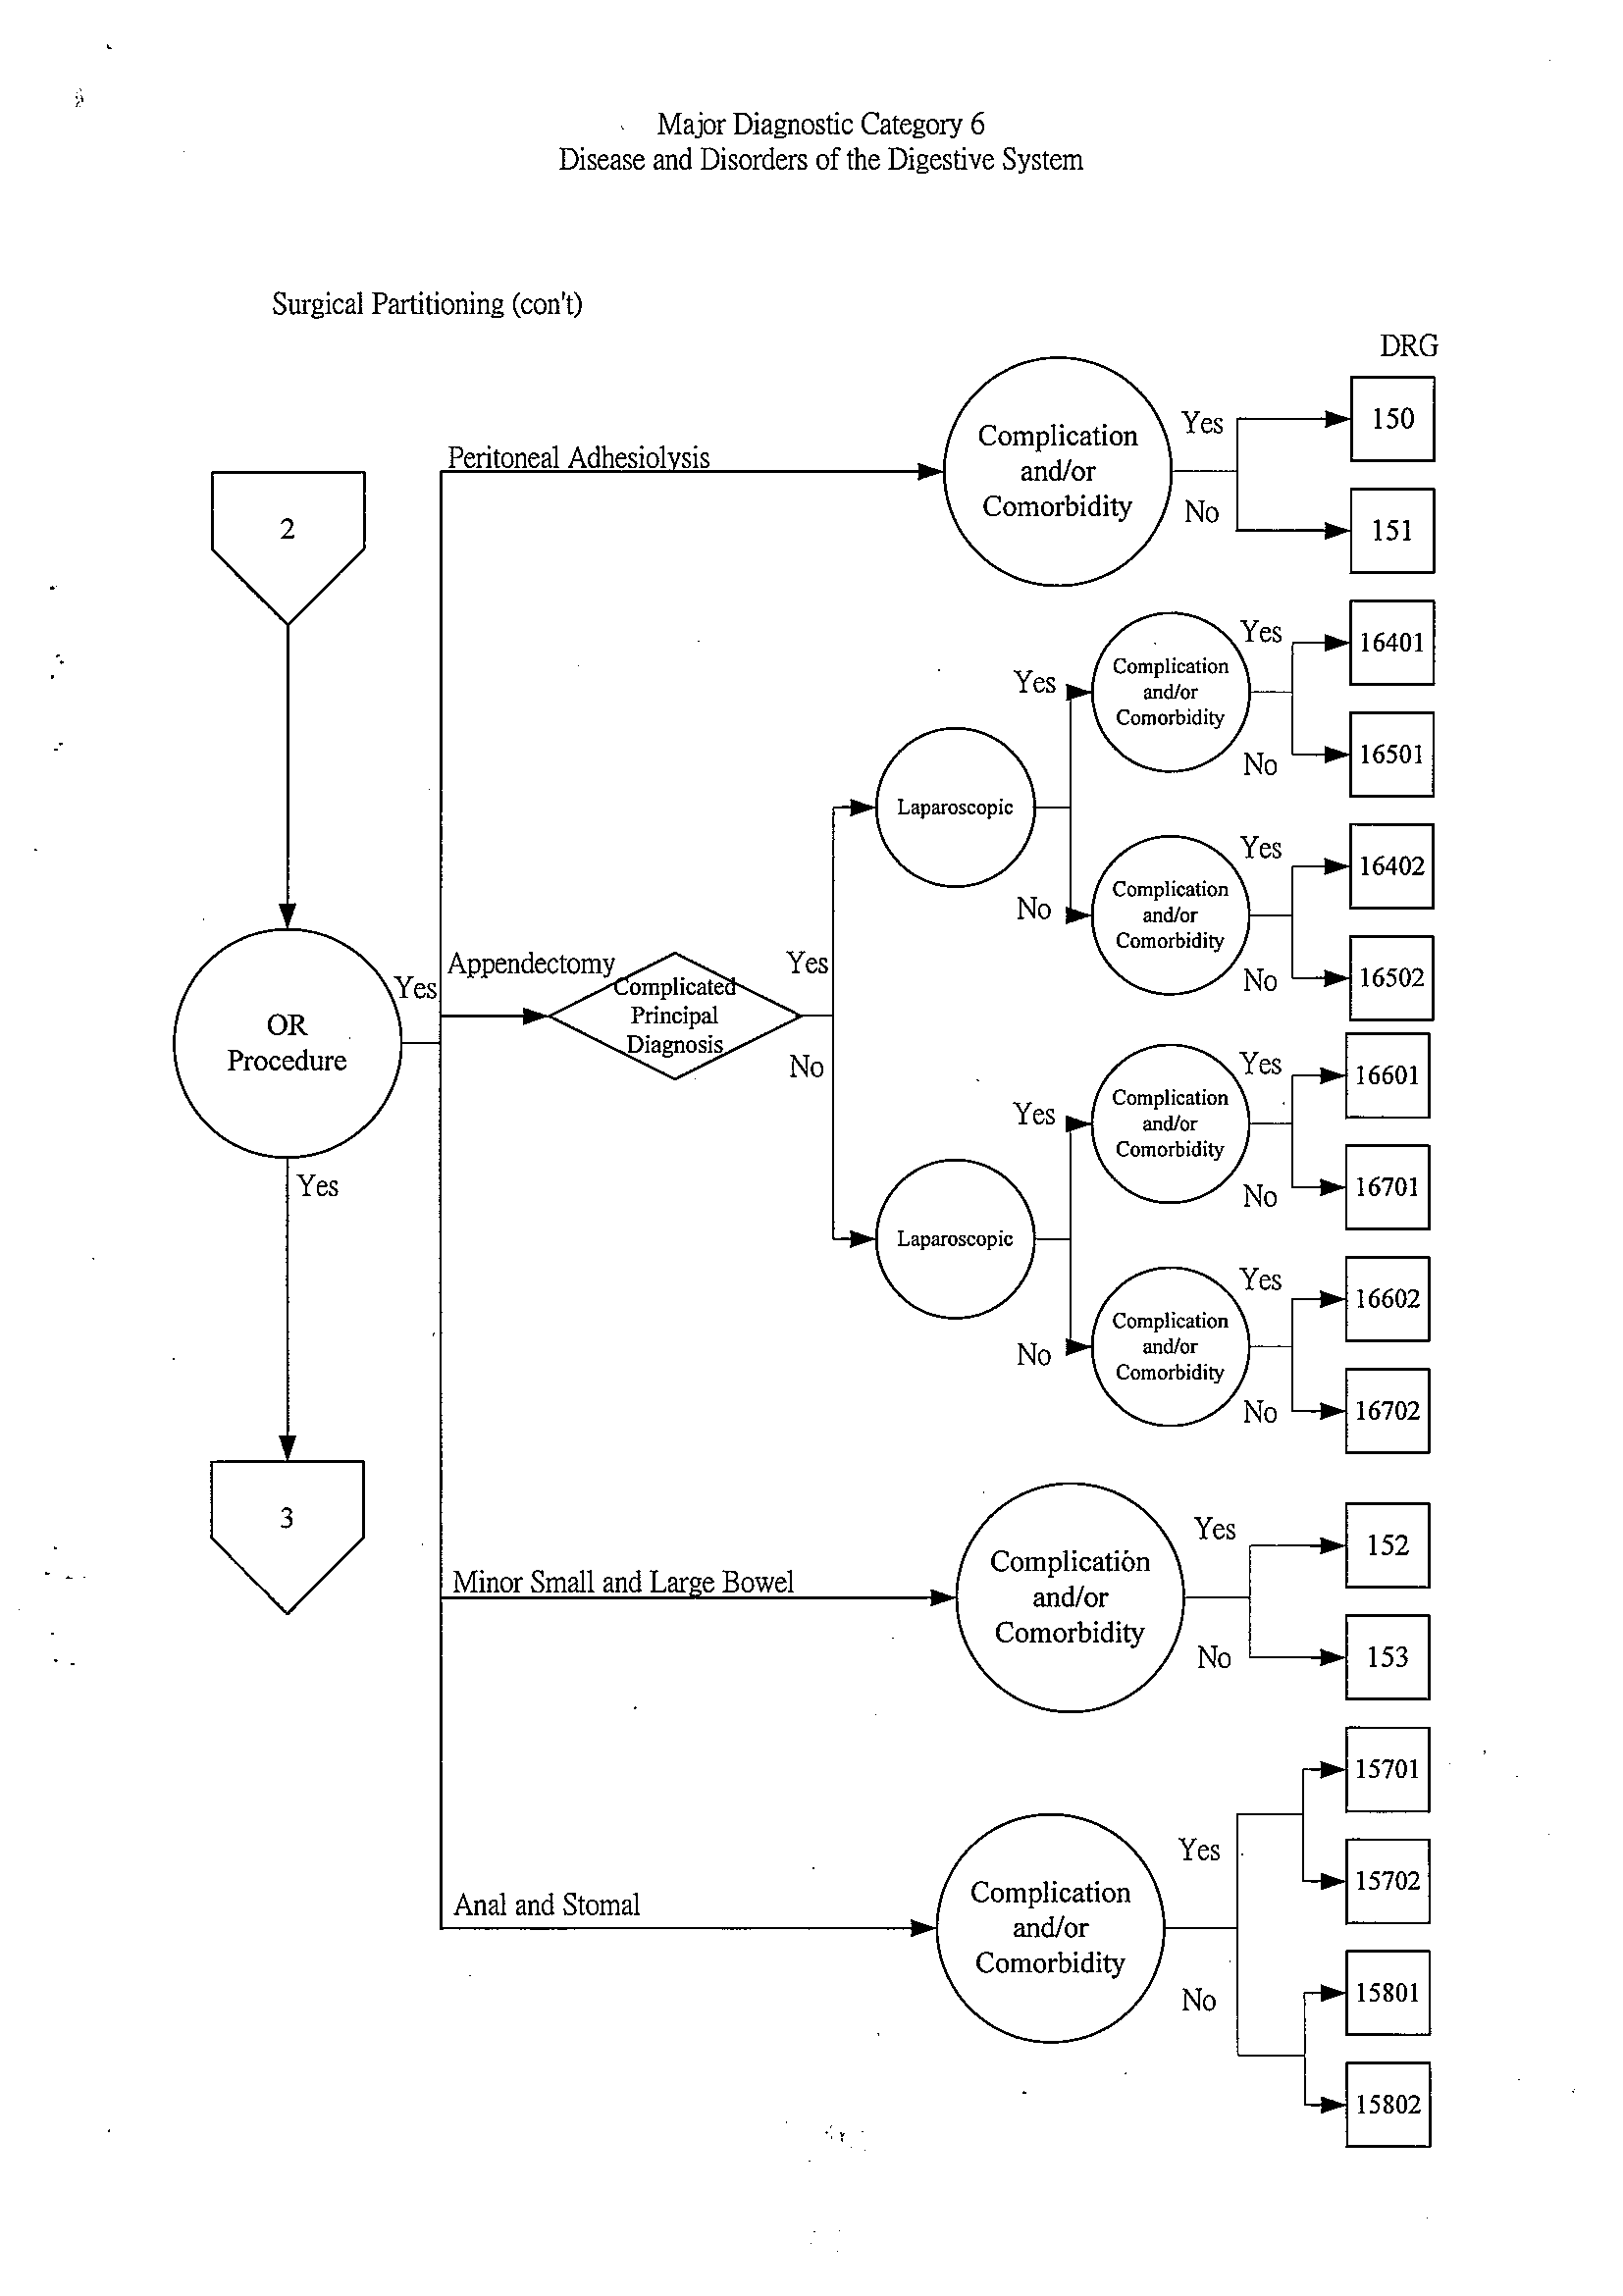 Major Diagnostic Category 6
Disease and Disorders of the Digestive System
Surgical Partitioning (con't)
DRG
2
OR
Procedure
Yes
Yes
3
Peritoneal Adhesiolysis
Complication
and/or
Comorbidity
Yes
No
150
151
Appendectomy
Complicated
Principal
Diagnosis
Yes
No
Laparoscopic
Yes
No
Complication
and/or
Comorbidity
Yes
No
16401
16501
Complication
and/or
Comorbidity
Yes
No
16402
16502
Laparoscopic
Yes
No
Complication
and/or
Comorbidity
Yes
No
16601
16701
Complication
and/or
Comorbidity
Yes
No
16602
16702
Minor Small and Large Bowel
Complication
and/or
Comorbidity
Yes
No
152
153
Anal and Stomal
Complication
and/or
Comorbidity
Yes
No
15701
15702
15801
15802